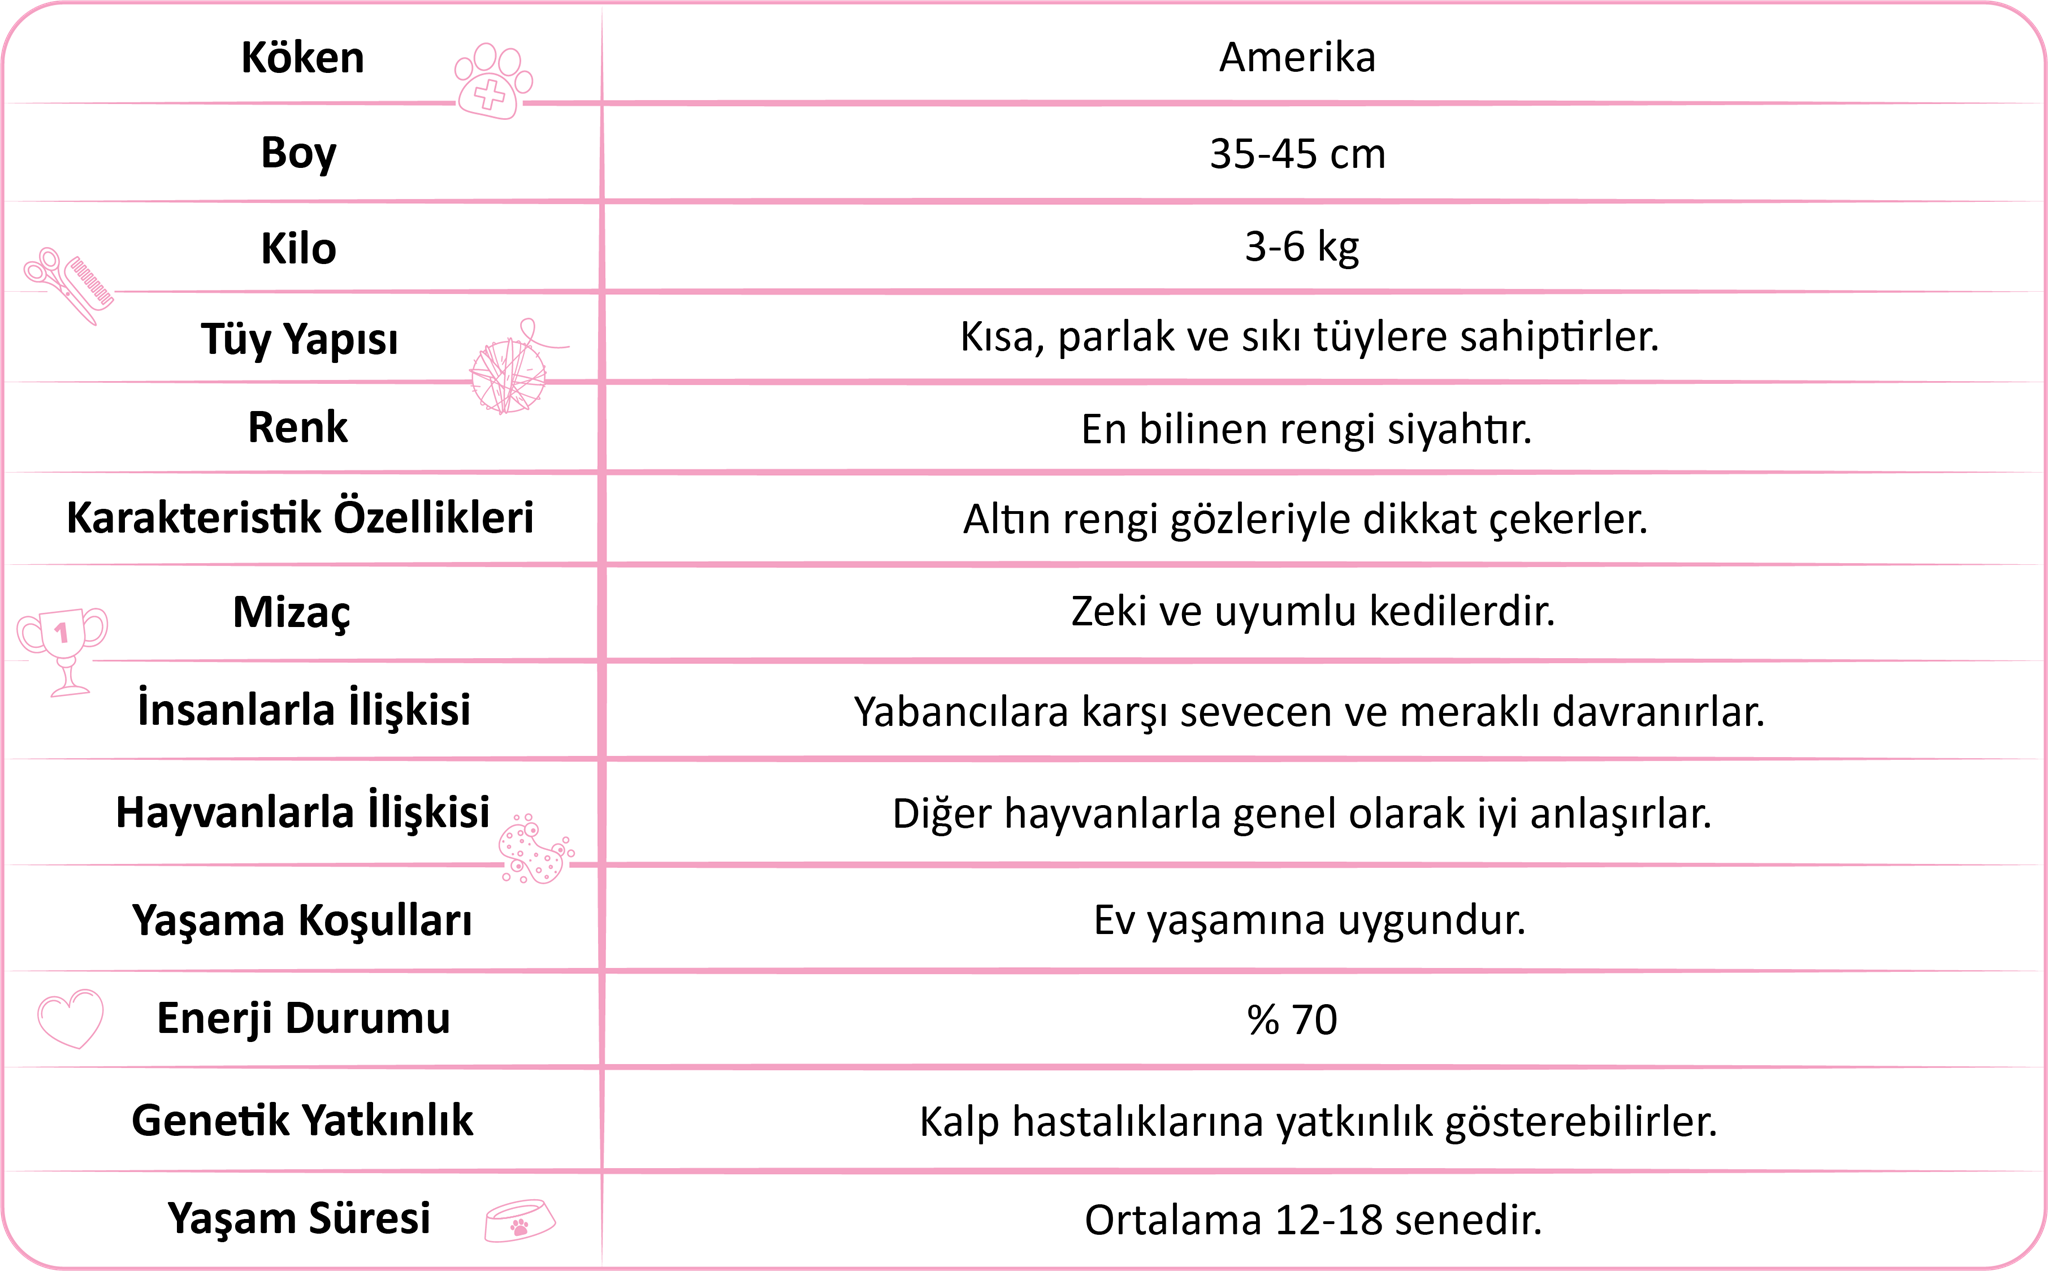 Köken
Amerika
Boy
35-45 cm
Kilo
3-6 kg
Tüy Yapısı
Kısa, parlak ve sıkı tüylere sahiptirler.
Renk
En bilinen rengi siyahtır.
Karakteristik Özellikleri
Altın rengi gözleriyle dikkat çekerler.
Mizaç
Zeki ve uyumlu kedilerdir.
1
İnsanlarla İlişkisi
Yabancılara karşı sevecen ve meraklı davranırlar.
Hayvanlarla İlişkisi
Diğer hayvanlarla genel olarak iyi anlaşırlar.
Yaşama Koşulları
Ev yaşamına uygundur.
Enerji Durumu
% 70
Genetik Yatkınlık
Kalp hastalıklarına yatkınlık gösterebilirler.
Yaşam Süresi
Ortalama 12-18 senedir.